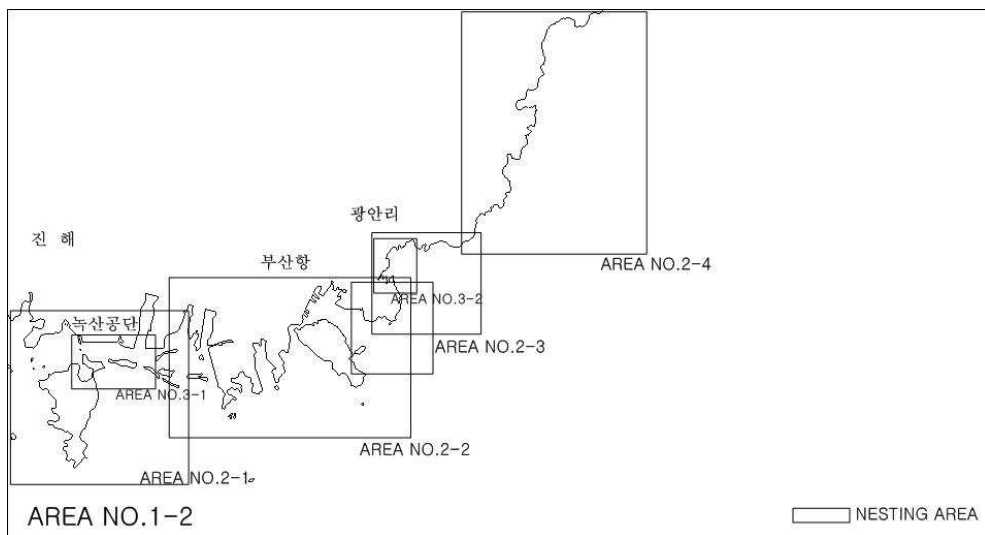 광안리
진 해
부산항
AREA NO.2-4
AREA NO.3-2
녹산공단
AREA NO.2-3
AREA NO.3-1
AREA NO.2-2
AREA NO.2-1
AREA NO.1-2
NESTING AREA